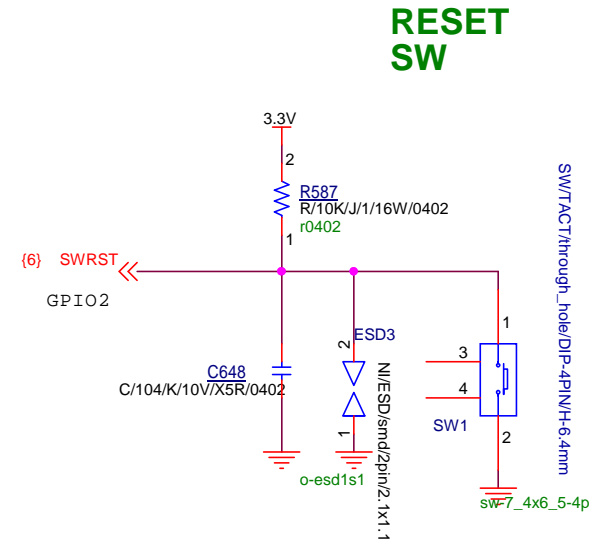 RESET
SW
3.3V
2
R587
R/10K/J/1/16W/0402
r0402
1
{6} SWRST
GPIO2
C648
C/104/K/10V/X5R/0402
2
ESD3
1
NI/ESD/smd/2pin/2.1x1.1
o-esd1s1
1
3
4
SW1
2
SW/TACT/through_hole/DIP-4PIN/H-6.4mm
sw-7_4x6_5-4p